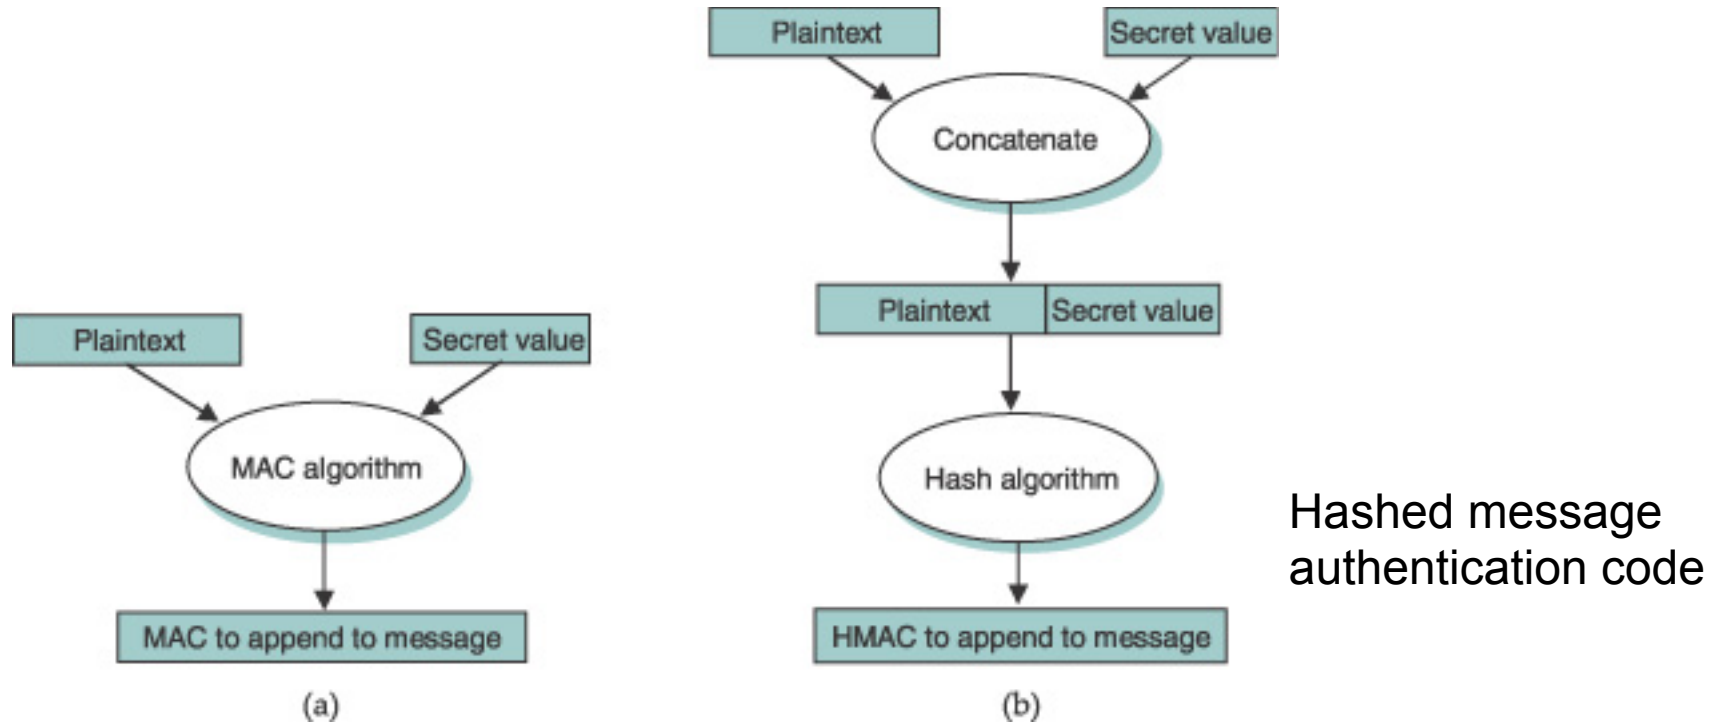 Plaintext
Secret value
MAC algorithm
MAC to append to message
(a)
Plaintext
Secret value
Concatenate
Plaintext
Secret value
Hash algorithm
HMAC to append to message
(b)
Hashed message
authentication code